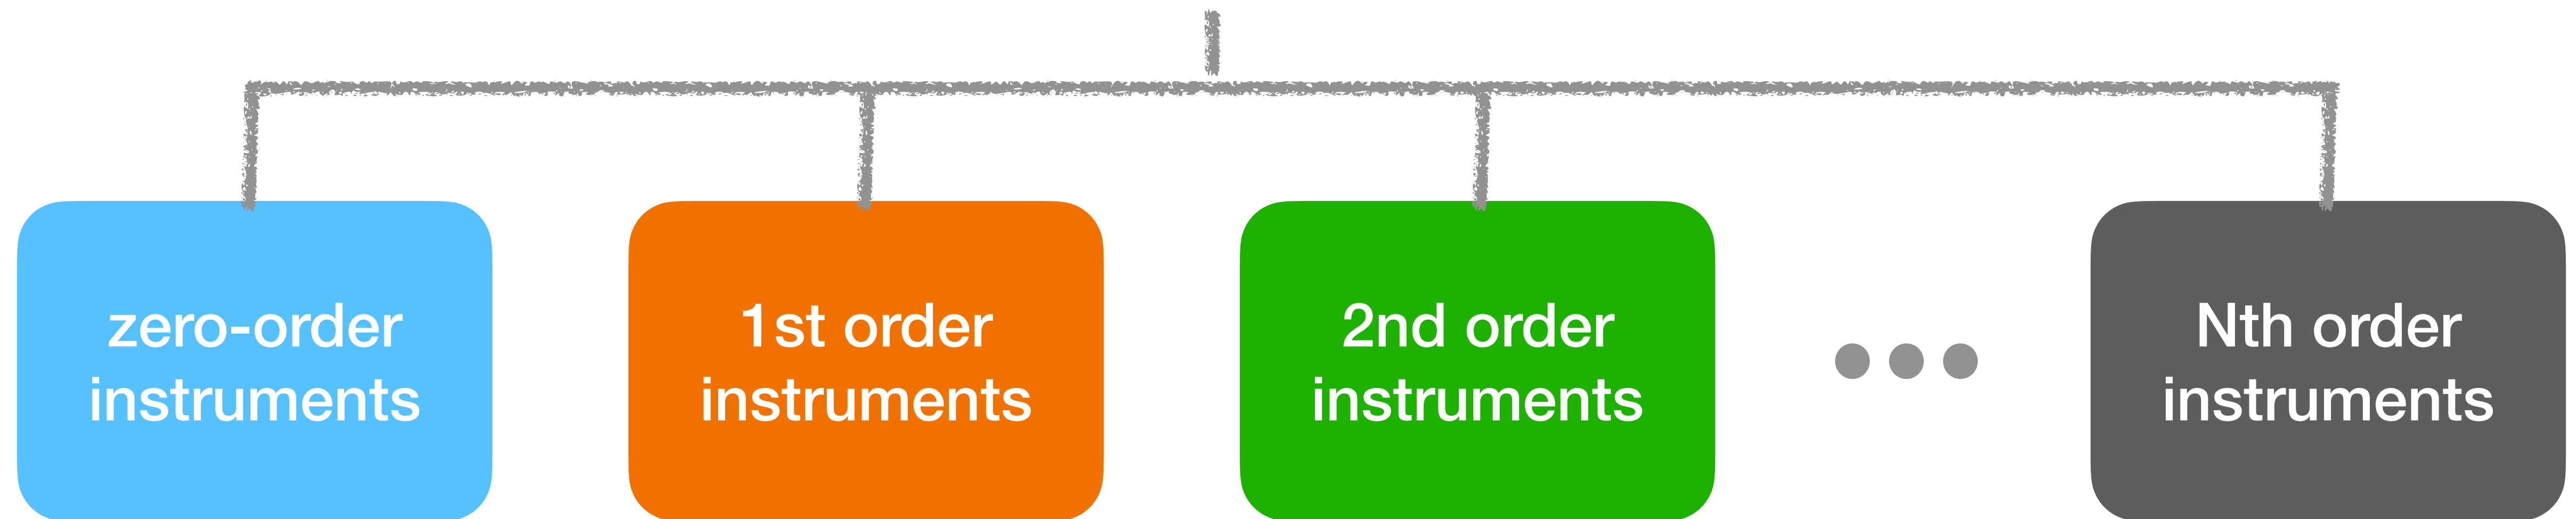 zero-order
instruments
1st order
instruments
2nd order
instruments
Nth order
instruments